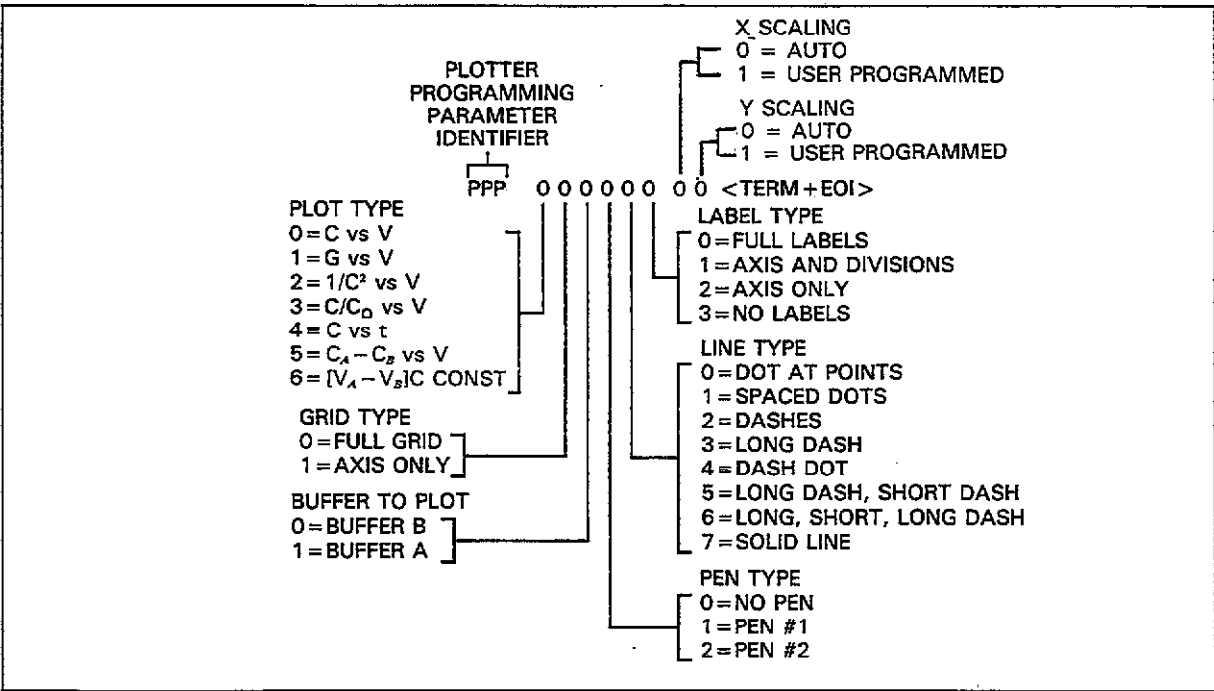 X SCALING
0 = AUTO
1 = USER PROGRAMMED
PLOTTER
PROGRAMMING
PARAMETER
IDENTIFIER
Y SCALING
0 = AUTO
1 = USER PROGRAMMED
PPP 0 0 0 0 0 0 0 0 <TERM+EOI>
PLOT TYPE
0=C vs V
1=G vs V
2=1/C² vs V
3=C/C₀ vs V
4=C vs t
5=C_A−C_B vs V
6=[V_A−V_B]C CONST
GRID TYPE
0=FULL GRID
1=AXIS ONLY
BUFFER TO PLOT
0=BUFFER B
1=BUFFER A
LABEL TYPE
0=FULL LABELS
1=AXIS AND DIVISIONS
2=AXIS ONLY
3=NO LABELS
LINE TYPE
0=DOT AT POINTS
1=SPACED DOTS
2=DASHES
3=LONG DASH
4=DASH DOT
5=LONG DASH, SHORT DASH
6=LONG, SHORT, LONG DASH
7=SOLID LINE
PEN TYPE
0=NO PEN
1=PEN #1
2=PEN #2